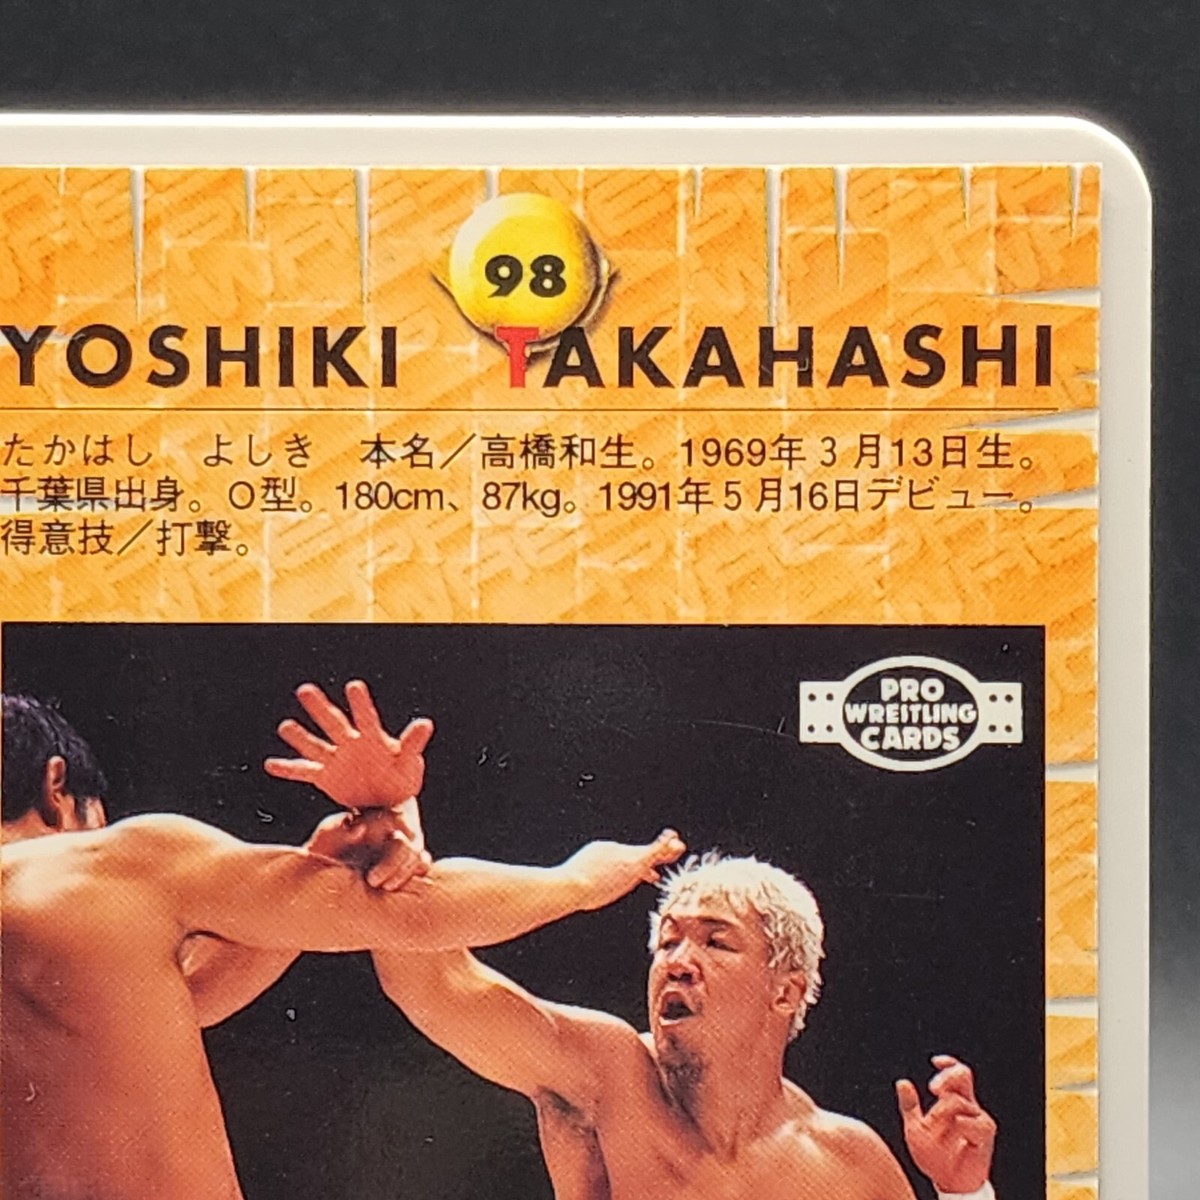 98
YOSHIKI TAKAHASHI
たかはし よしき 本名／高橋和生。1969年3月13日生。
千葉県出身。O型。180cm、87kg。1991年5月16日デビュー。
得意技／打撃。
PRO
WRESTLING
CARDS